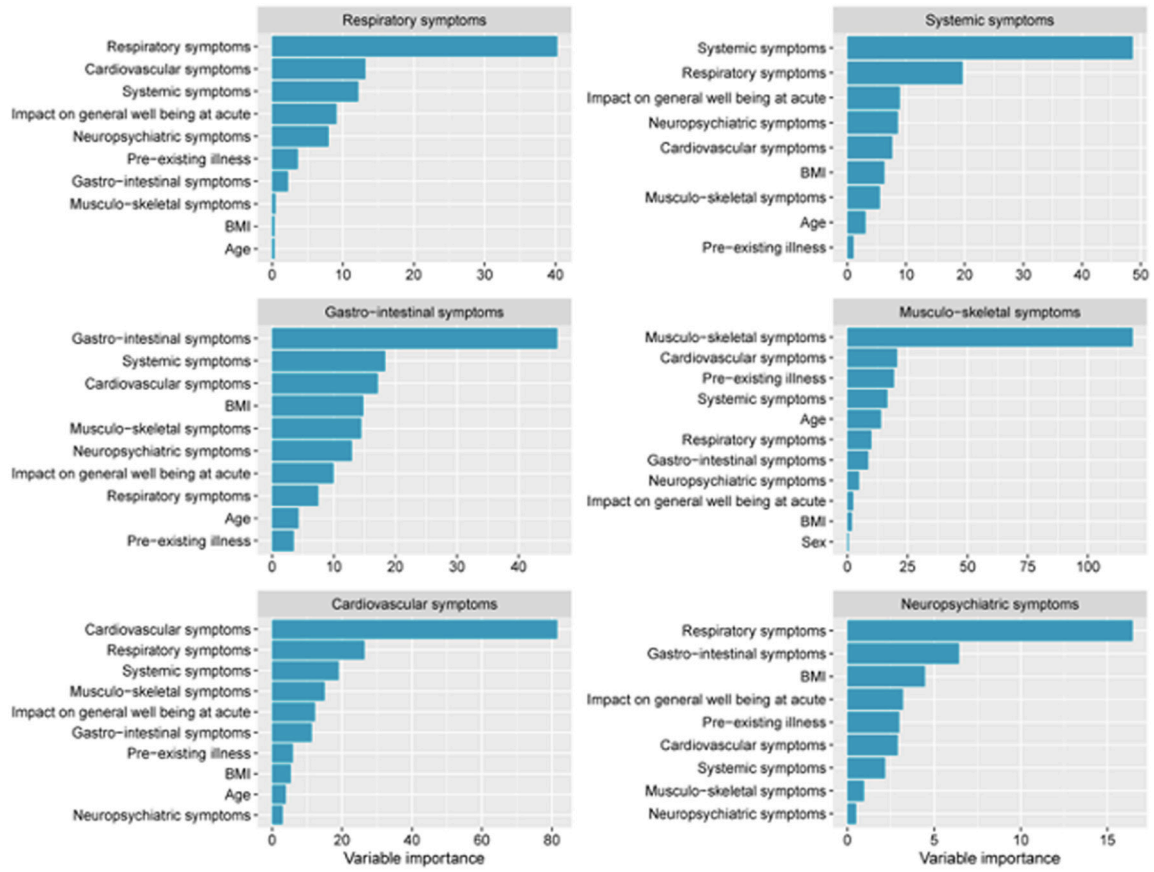 Respiratory symptoms
Respiratory symptoms
Cardiovascular symptoms
Systemic symptoms
Impact on general well being at acute
Neuropsychiatric symptoms
Pre−existing illness
Gastro−intestinal symptoms
Musculo−skeletal symptoms
BMI
Age
0 10 20 30 40
Systemic symptoms
Systemic symptoms
Respiratory symptoms
Impact on general well being at acute
Neuropsychiatric symptoms
Cardiovascular symptoms
BMI
Musculo−skeletal symptoms
Age
Pre−existing illness
0 10 20 30 40 50
Gastro−intestinal symptoms
Gastro−intestinal symptoms
Systemic symptoms
Cardiovascular symptoms
BMI
Musculo−skeletal symptoms
Neuropsychiatric symptoms
Impact on general well being at acute
Respiratory symptoms
Age
Pre−existing illness
0 10 20 30 40
Musculo−skeletal symptoms
Musculo−skeletal symptoms
Cardiovascular symptoms
Pre−existing illness
Systemic symptoms
Age
Respiratory symptoms
Gastro−intestinal symptoms
Neuropsychiatric symptoms
Impact on general well being at acute
BMI
Sex
0 25 50 75 100
Cardiovascular symptoms
Cardiovascular symptoms
Respiratory symptoms
Systemic symptoms
Musculo−skeletal symptoms
Impact on general well being at acute
Gastro−intestinal symptoms
Pre−existing illness
BMI
Age
Neuropsychiatric symptoms
0 20 40 60 80
Variable importance
Neuropsychiatric symptoms
Respiratory symptoms
Gastro−intestinal symptoms
BMI
Impact on general well being at acute
Pre−existing illness
Cardiovascular symptoms
Systemic symptoms
Musculo−skeletal symptoms
Neuropsychiatric symptoms
0 5 10 15
Variable importance